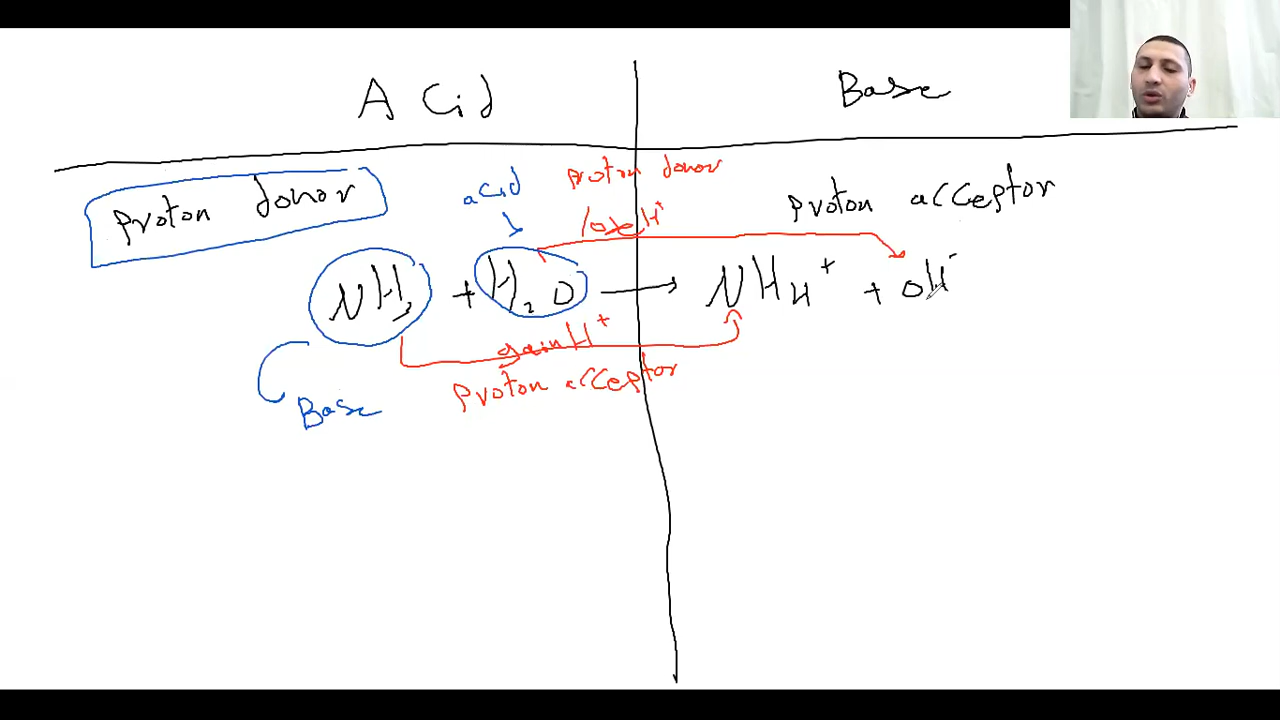 Acid
Base
Proton donor
acid
proton donor
lose H⁺
Proton acceptor
NH₃ + H₂O → NH₄⁺ + OH⁻
gain H⁺
Proton acceptor
Base